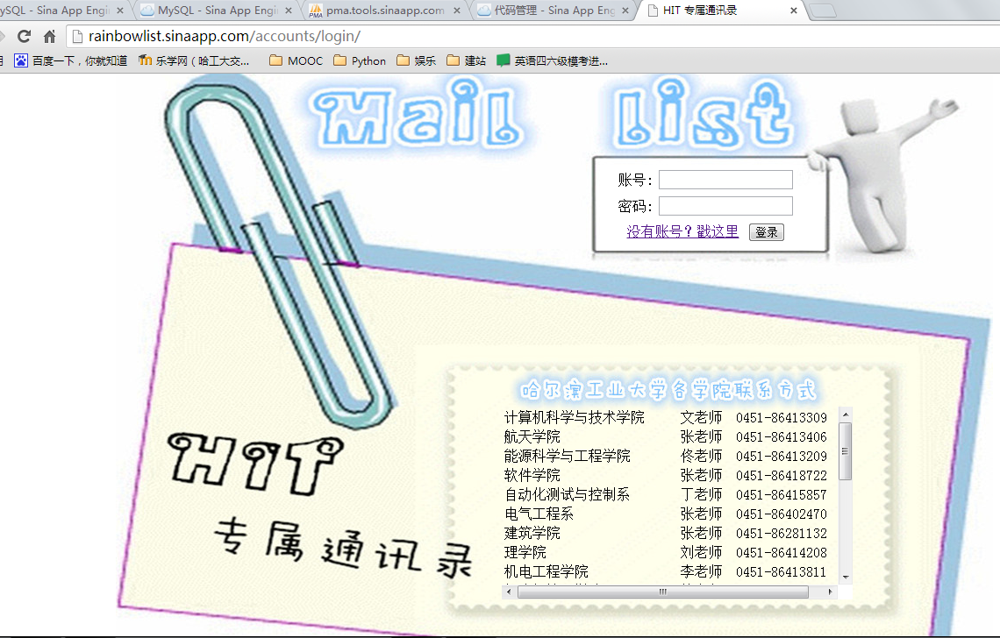 ySQL - Sina App Engin
MySQL - Sina App Engin
pma.tools.sinaapp.com
代码管理 - Sina App Eng
HIT 专属通讯录
rainbowlist.sinaapp.com/accounts/login/
百度一下，你就知道
乐学网（哈工大交...
MOOC
Python
娱乐
建站
英语四六级模考进...
Mail List
账号:
密码:
没有账号？戳这里 登录
哈尔滨工业大学各学院联系方式
计算机科学与技术学院 文老师 0451-86413309
航天学院 张老师 0451-86413406
能源科学与工程学院 佟老师 0451-86413209
软件学院 张老师 0451-86418722
自动化测试与控制系 丁老师 0451-86415857
电气工程系 张老师 0451-86402470
建筑学院 张老师 0451-86281132
理学院 刘老师 0451-86414208
机电工程学院 李老师 0451-86413811
HIT
专属通讯录